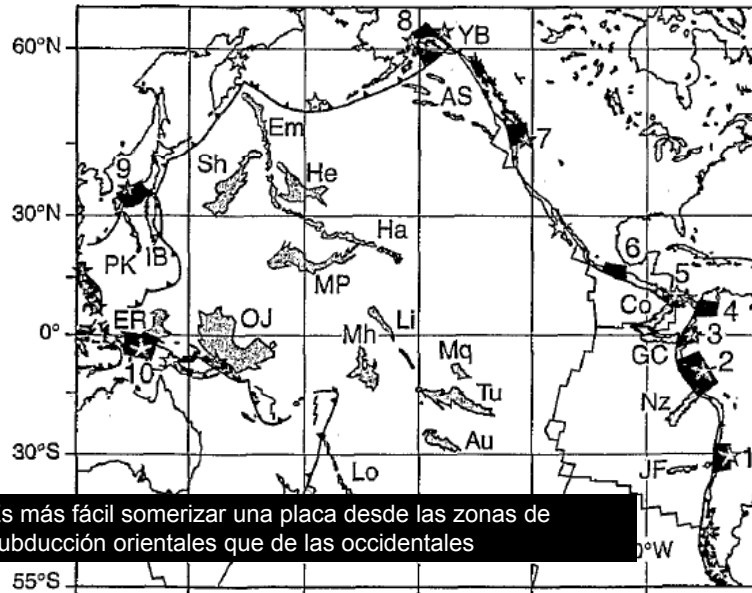 8
60°N
YB
AS
Em
7
Sh
He
9
30°N
Ha
PK
IB
MP
6
5
Co
4
ER
OJ
Li
0°
Mh
3
GC
Mq
2
10
Tu
Nz
Au
30°S
JF
1
Lo
s más fácil somerizar una placa desde las zonas de
ubducción orientales que de las occidentales
0°W
55°S